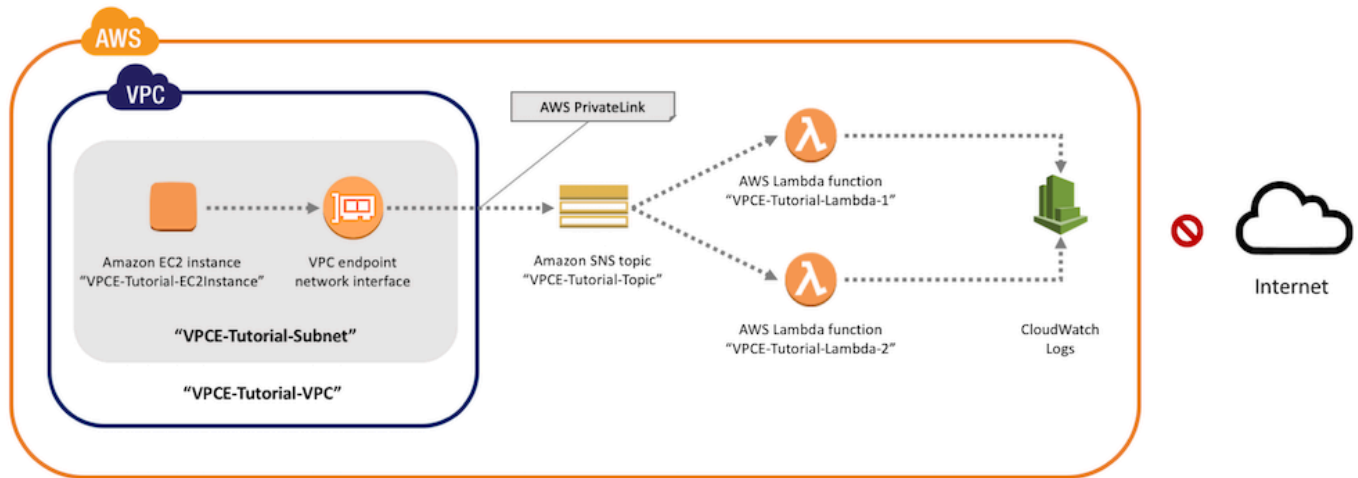 AWS
VPC
AWS PrivateLink
Amazon EC2 instance
“VPCE-Tutorial-EC2Instance”
VPC endpoint
network interface
“VPCE-Tutorial-Subnet”
“VPCE-Tutorial-VPC”
Amazon SNS topic
“VPCE-Tutorial-Topic”
AWS Lambda function
“VPCE-Tutorial-Lambda-1”
AWS Lambda function
“VPCE-Tutorial-Lambda-2”
CloudWatch
Logs
Internet